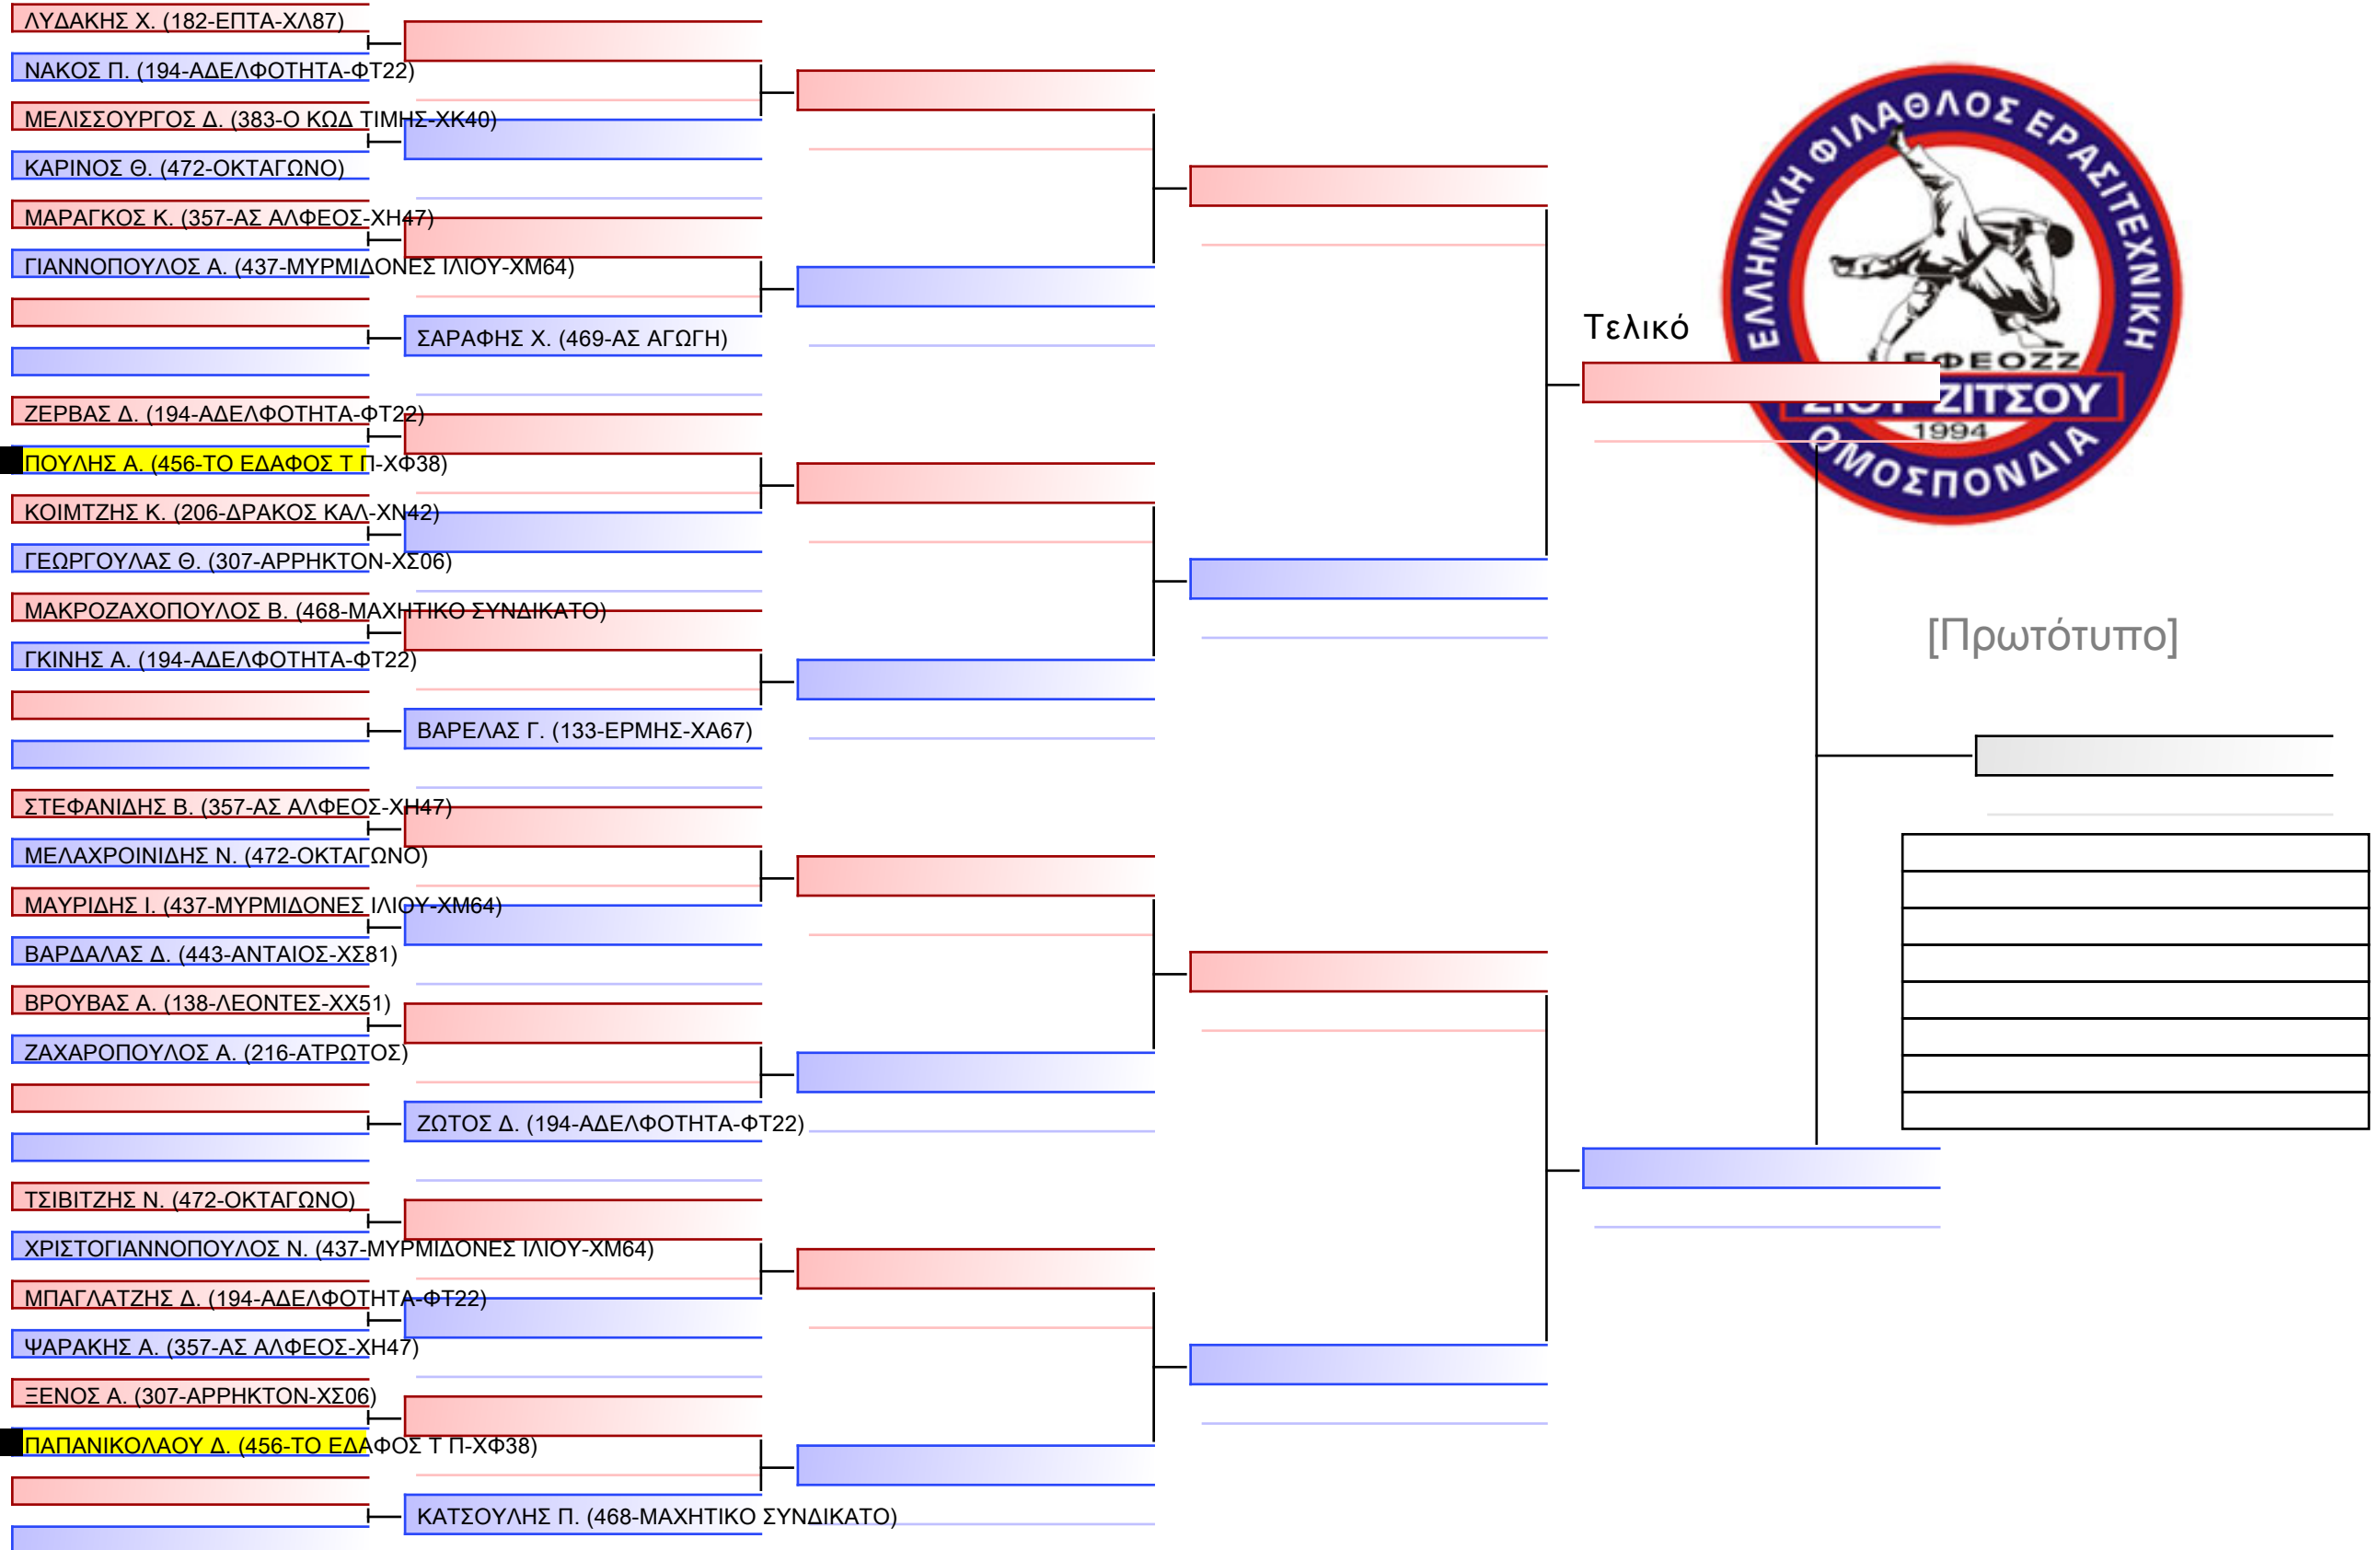 ΛΥΔΑΚΗΣ Χ. (182-ΕΠΤΑ-ΧΛ87)
ΝΑΚΟΣ Π. (194-ΑΔΕΛΦΟΤΗΤΑ-ΦΤ22)
ΜΕΛΙΣΣΟΥΡΓΟΣ Δ. (383-Ο ΚΩΔ ΤΙΜΗΣ-ΧΚ40)
ΚΑΡΙΝΟΣ Θ. (472-ΟΚΤΑΓΩΝΟ)
ΜΑΡΑΓΚΟΣ Κ. (357-ΑΣ ΑΛΦΕΟΣ-ΧΗ47)
ΓΙΑΝΝΟΠΟΥΛΟΣ Α. (437-ΜΥΡΜΙΔΟΝΕΣ ΙΛΙΟΥ-ΧΜ64)
ΣΑΡΑΦΗΣ Χ. (469-ΑΣ ΑΓΩΓΗ)
ΖΕΡΒΑΣ Δ. (194-ΑΔΕΛΦΟΤΗΤΑ-ΦΤ22)
ΠΟΥΛΗΣ Α. (456-ΤΟ ΕΔΑΦΟΣ Τ Π-ΧΦ38)
ΚΟΙΜΤΖΗΣ Κ. (206-ΔΡΑΚΟΣ ΚΑΛ-ΧΝ42)
ΓΕΩΡΓΟΥΛΑΣ Θ. (307-ΑΡΡΗΚΤΟΝ-ΧΣ06)
ΜΑΚΡΟΖΑΧΟΠΟΥΛΟΣ Β. (468-ΜΑΧΗΤΙΚΟ ΣΥΝΔΙΚΑΤΟ)
ΓΚΙΝΗΣ Α. (194-ΑΔΕΛΦΟΤΗΤΑ-ΦΤ22)
ΒΑΡΕΛΑΣ Γ. (133-ΕΡΜΗΣ-ΧΑ67)
ΣΤΕΦΑΝΙΔΗΣ Β. (357-ΑΣ ΑΛΦΕΟΣ-ΧΗ47)
ΜΕΛΑΧΡΟΙΝΙΔΗΣ Ν. (472-ΟΚΤΑΓΩΝΟ)
ΜΑΥΡΙΔΗΣ Ι. (437-ΜΥΡΜΙΔΟΝΕΣ ΙΛΙΟΥ-ΧΜ64)
ΒΑΡΔΑΛΑΣ Δ. (443-ΑΝΤΑΙΟΣ-ΧΣ81)
ΒΡΟΥΒΑΣ Α. (138-ΛΕΟΝΤΕΣ-ΧΧ51)
ΖΑΧΑΡΟΠΟΥΛΟΣ Α. (216-ΑΤΡΩΤΟΣ)
ΖΩΤΟΣ Δ. (194-ΑΔΕΛΦΟΤΗΤΑ-ΦΤ22)
ΤΣΙΒΙΤΖΗΣ Ν. (472-ΟΚΤΑΓΩΝΟ)
ΧΡΙΣΤΟΓΙΑΝΝΟΠΟΥΛΟΣ Ν. (437-ΜΥΡΜΙΔΟΝΕΣ ΙΛΙΟΥ-ΧΜ64)
ΜΠΑΓΛΑΤΖΗΣ Δ. (194-ΑΔΕΛΦΟΤΗΤΑ-ΦΤ22)
ΨΑΡΑΚΗΣ Α. (357-ΑΣ ΑΛΦΕΟΣ-ΧΗ47)
ΞΕΝΟΣ Α. (307-ΑΡΡΗΚΤΟΝ-ΧΣ06)
ΠΑΠΑΝΙΚΟΛΑΟΥ Δ. (456-ΤΟ ΕΔΑΦΟΣ Τ Π-ΧΦ38)
ΚΑΤΣΟΥΛΗΣ Π. (468-ΜΑΧΗΤΙΚΟ ΣΥΝΔΙΚΑΤΟ)
Τελικό
ΕΛΛΗΝΙΚΗ ΦΙΛΑΘΛΟΣ ΕΡΑΣΙΤΕΧΝΙΚΗ
ΕΦΕΟΖΖ
ΖΙΟΥ ΖΙΤΣΟΥ
1994
ΟΜΟΣΠΟΝΔΙΑ
[Πρωτότυπο]